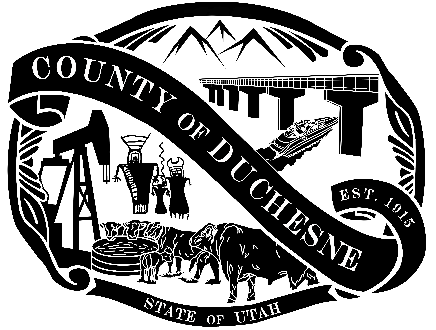 COUNTY OF DUCHESNE
EST. 1915
STATE OF UTAH